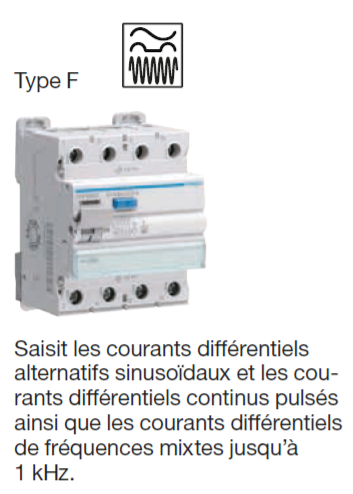 Type F
Saisit les courants différentiels
alternatifs sinusoïdaux et les cou-
rants différentiels continus pulsés
ainsi que les courants différentiels
de fréquences mixtes jusqu'à
1 kHz.